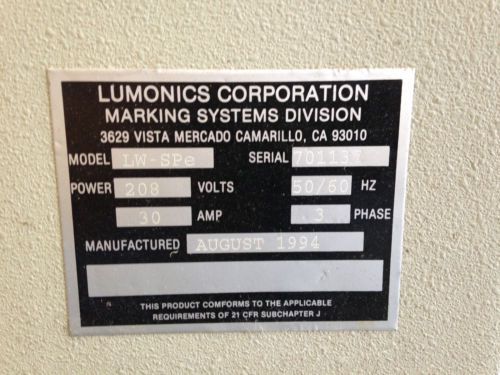 LUMONICS CORPORATION
MARKING SYSTEMS DIVISION
3629 VISTA MERCADO CAMARILLO, CA 93010
MODEL LW-SPe SERIAL 701137
POWER 208 VOLTS 50/60 HZ
30 AMP 3 PHASE
MANUFACTURED AUGUST 1994
THIS PRODUCT COMFORMS TO THE APPLICABLE
REQUIREMENTS OF 21 CFR SUBCHAPTER J